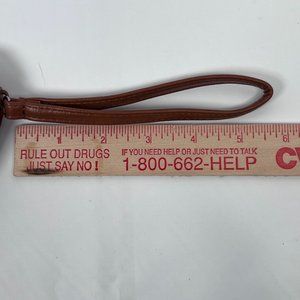 1 2 3 4 5 6
RULE OUT DRUGS
JUST SAY NO!
IF YOU NEED HELP OR JUST NEED TO TALK
1-800-662-HELP